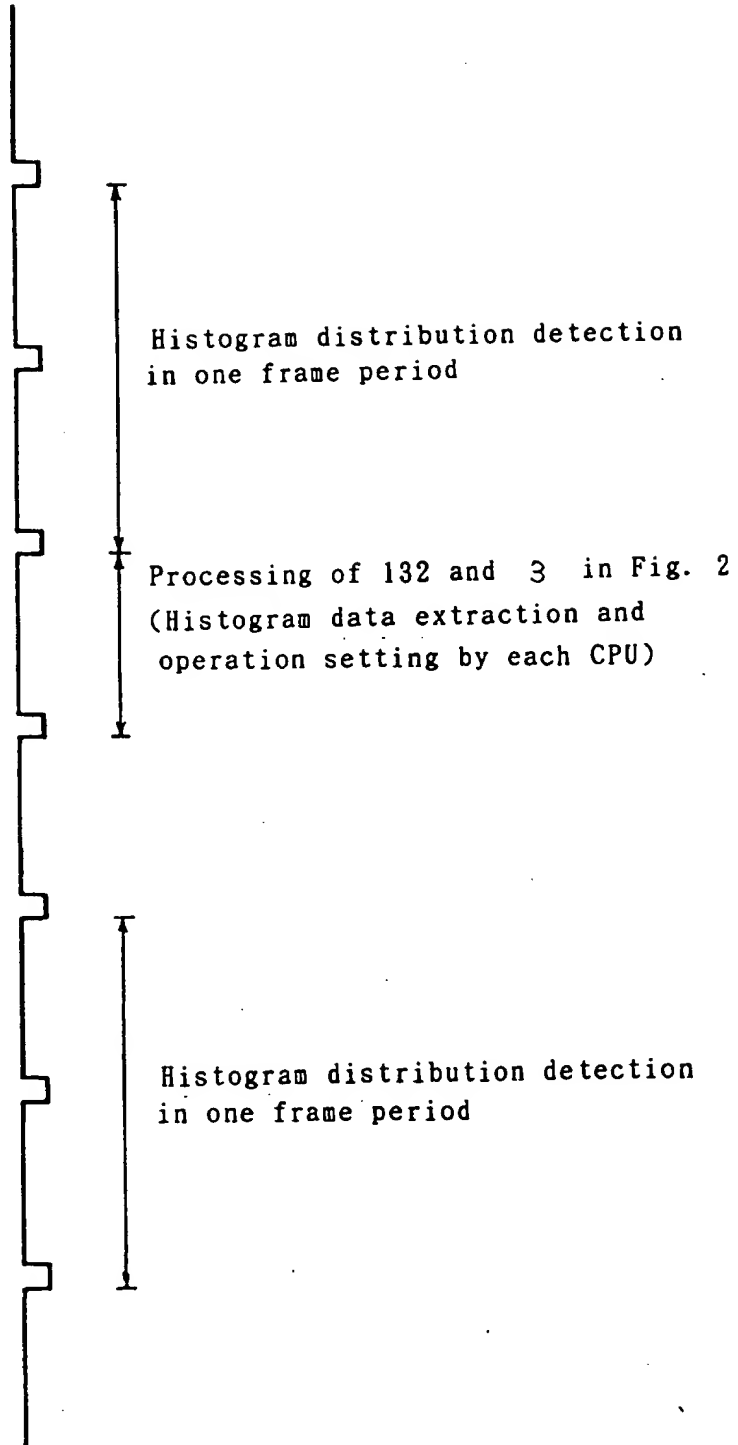 Histogram distribution detection
in one frame period
Processing of 132 and 3 in Fig. 2
(Histogram data extraction and
operation setting by each CPU)
Histogram distribution detection
in one frame period